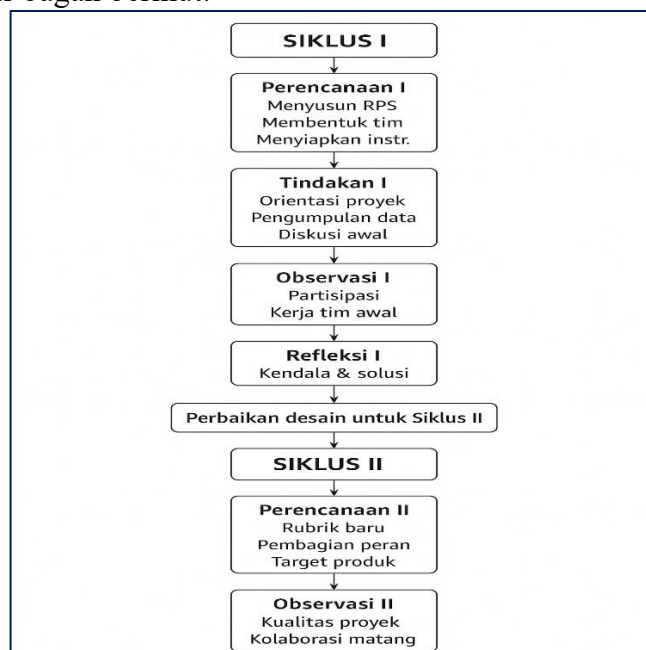 SIKLUS I
Perencanaan I
Menyusun RPS
Membentuk tim
Menyiapkan instr.
Tindakan I
Orientasi proyek
Pengumpulan data
Diskusi awal
Observasi I
Partisipasi
Kerja tim awal
Refleksi I
Kendala & solusi
Perbaikan desain untuk Siklus II
SIKLUS II
Perencanaan II
Rubrik baru
Pembagian peran
Target produk
Observasi II
Kualitas proyek
Kolaborasi matang